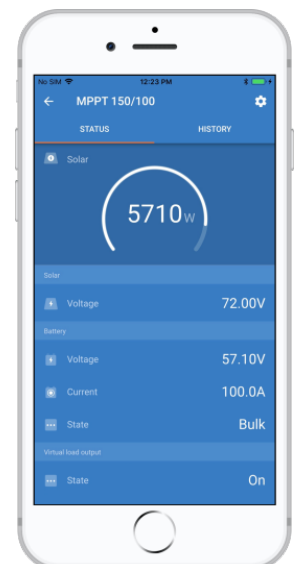 No SIM 12:23 PM
MPPT 150/100
STATUS HISTORY
Solar
5710W
Solar
Voltage 72.00V
Battery
Voltage 57.10V
Current 100.0A
State Bulk
Virtual load output
State On